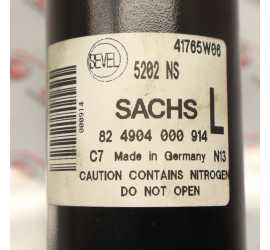 41765W06
SEVEL
5202 NS
000914
SACHS L
82 4904 000 914
C7 Made in Germany N13
CAUTION CONTAINS NITROGEN
DO NOT OPEN